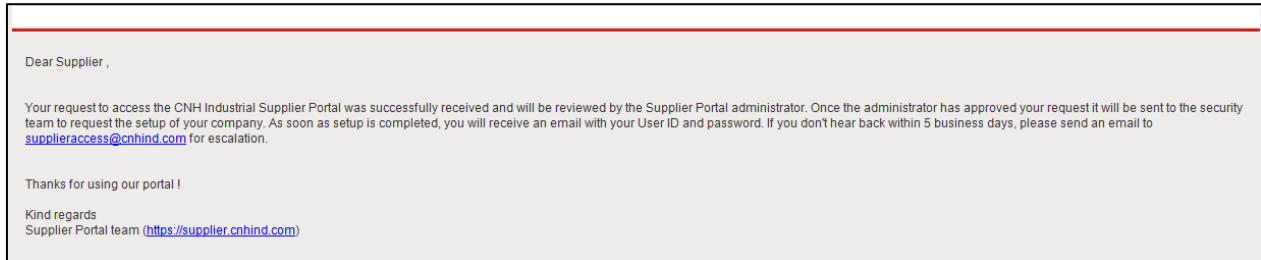 Dear Supplier ,
Your request to access the CNH Industrial Supplier Portal was successfully received and will be reviewed by the Supplier Portal administrator. Once the administrator has approved your request it will be sent to the security
team to request the setup of your company. As soon as setup is completed, you will receive an email with your User ID and password. If you don't hear back within 5 business days, please send an email to
supplieraccess@cnhind.com for escalation.
Thanks for using our portal !
Kind regards
Supplier Portal team (https://supplier.cnhind.com)